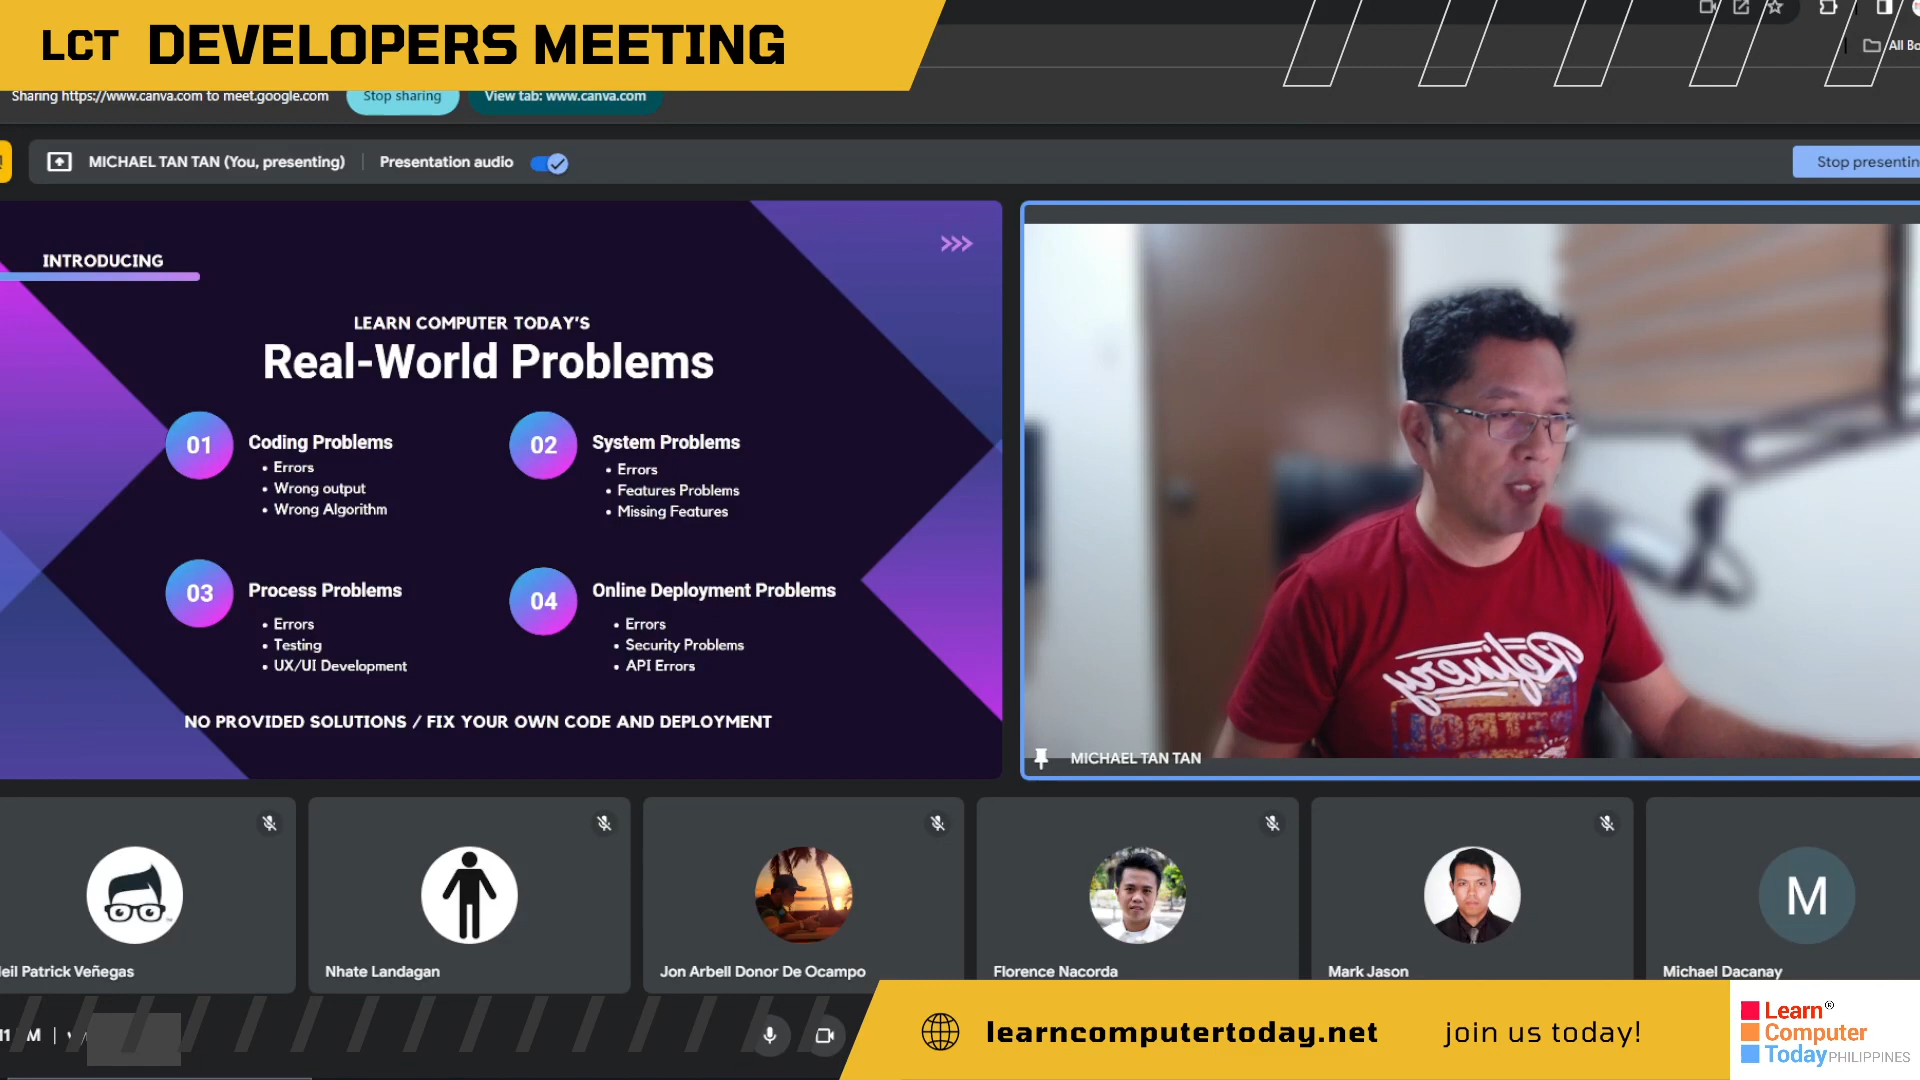 LCT DEVELOPERS MEETING
All Bo
Sharing https://www.canva.com to meet.google.com Stop sharing View tab: www.canva.com
MICHAEL TAN TAN (You, presenting) Presentation audio Stop presentin
INTRODUCING
LEARN COMPUTER TODAY'S
Real-World Problems
01 Coding Problems
• Errors
• Wrong output
• Wrong Algorithm
02 System Problems
• Errors
• Features Problems
• Missing Features
03 Process Problems
• Errors
• Testing
• UX/UI Development
04 Online Deployment Problems
• Errors
• Security Problems
• API Errors
NO PROVIDED SOLUTIONS / FIX YOUR OWN CODE AND DEPLOYMENT
Refinery
MICHAEL TAN TAN
eil Patrick Veñegas
Nhate Landagan
Jon Arbell Donor De Ocampo
Florence Nacorda
Mark Jason
M
Michael Dacanay
learncomputertoday.net join us today!
Learn®
Computer
Today PHILIPPINES